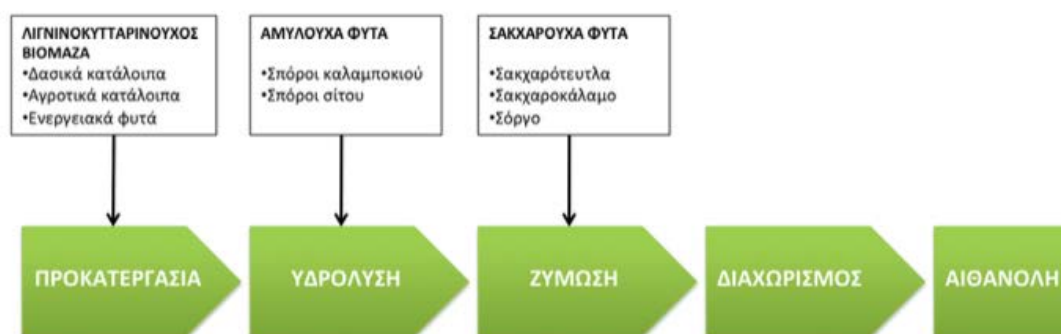 ΛΙΓΝΙΝΟΚΥΤΤΑΡΙΝΟΥΧΟΣ
ΒΙΟΜΑΖΑ
•Δασικά κατάλοιπα
•Αγροτικά κατάλοιπα
•Ενεργειακά φυτά
ΑΜΥΛΟΥΧΑ ΦΥΤΑ
•Σπόροι καλαμποκιού
•Σπόροι σίτου
ΣΑΚΧΑΡΟΥΧΑ ΦΥΤΑ
•Σακχαρότευτλα
•Σακχαροκάλαμο
•Σόργο
ΠΡΟΚΑΤΕΡΓΑΣΙΑ
ΥΔΡΟΛΥΣΗ
ΖΥΜΩΣΗ
ΔΙΑΧΩΡΙΣΜΟΣ
ΑΙΘΑΝΟΛΗ